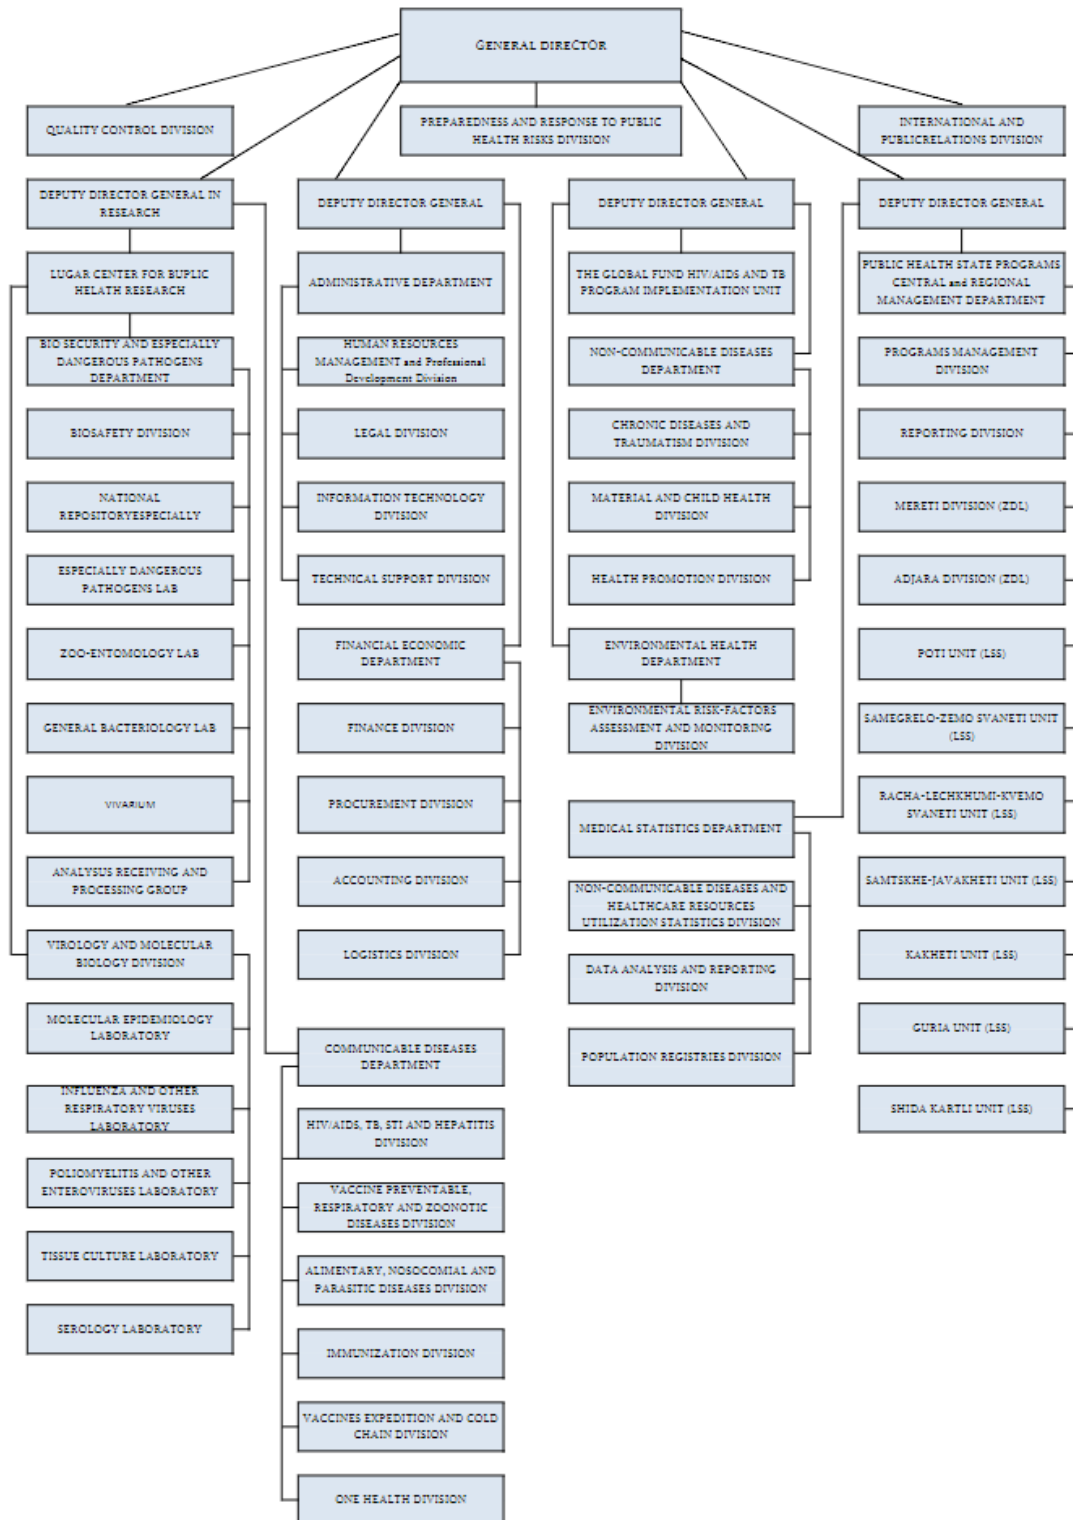 GENERAL DIRECTOR
QUALITY CONTROL DIVISION
PREPAREDNESS AND RESPONSE TO PUBLIC
HEALTH RISKS DIVISION
INTERNATIONAL AND
PUBLICRELATIONS DIVISION
DEPUTY DIRECTOR GENERAL IN
RESEARCH
LUGAR CENTER FOR BUPLIC
HELATH RESEARCH
BIO SECURITY AND ESPECIALLY
DANGEROUS PATHOGENS
DEPARTMENT
BIOSAFETY DIVISION
NATIONAL
REPOSITORYESPECIALLY
ESPECIALLY DANGEROUS
PATHOGENS LAB
ZOO-ENTOMOLOGY LAB
GENERAL BACTERIOLOGY LAB
VIVARIUM
ANALYSUS RECEIVING AND
PROCESSING GROUP
VIROLOGY AND MOLECULAR
BIOLOGY DIVISION
MOLECULAR EPIDEMIOLOGY
LABORATORY
INFLUENZA AND OTHER
RESPIRATORY VIRUSES
LABORATORY
POLIOMYELITIS AND OTHER
ENTEROVIRUSES LABORATORY
TISSUE CULTURE LABORATORY
SEROLOGY LABORATORY
DEPUTY DIRECTOR GENERAL
ADMINISTRATIVE DEPARTMENT
HUMAN RESOURCES
MANAGEMENT and Professional
Development Division
LEGAL DIVISION
INFORMATION TECHNOLOGY
DIVISION
TECHNICAL SUPPORT DIVISION
FINANCIAL ECONOMIC
DEPARTMENT
FINANCE DIVISION
PROCUREMENT DIVISION
ACCOUNTING DIVISION
LOGISTICS DIVISION
COMMUNICABLE DISEASES
DEPARTMENT
HIV/AIDS, TB, STI AND HEPATITIS
DIVISION
VACCINE PREVENTABLE,
RESPIRATORY AND ZOONOTIC
DISEASES DIVISION
ALIMENTARY, NOSOCOMIAL AND
PARASITIC DISEASES DIVISION
IMMUNIZATION DIVISION
VACCINES EXPEDITION AND COLD
CHAIN DIVISION
ONE HEALTH DIVISION
DEPUTY DIRECTOR GENERAL
THE GLOBAL FUND HIV/AIDS AND TB
PROGRAM IMPLEMENTATION UNIT
NON-COMMUNICABLE DISEASES
DEPARTMENT
CHRONIC DISEASES AND
TRAUMATISM DIVISION
MATERIAL AND CHILD HEALTH
DIVISION
HEALTH PROMOTION DIVISION
ENVIRONMENTAL HEALTH
DEPARTMENT
ENVIRONMENTAL RISK-FACTORS
ASSESSMENT AND MONITORING
DIVISION
MEDICAL STATISTICS DEPARTMENT
NON-COMMUNICABLE DISEASES AND
HEALTHCARE RESOURCES
UTILIZATION STATISTICS DIVISION
DATA ANALYSIS AND REPORTING
DIVISION
POPULATION REGISTRIES DIVISION
DEPUTY DIRECTOR GENERAL
PUBLIC HEALTH STATE PROGRAMS
CENTRAL and REGIONAL
MANAGEMENT DEPARTMENT
PROGRAMS MANAGEMENT
DIVISION
REPORTING DIVISION
MERETI DIVISION (ZDL)
ADJARA DIVISION (ZDL)
POTI UNIT (LSS)
SAMEGRELO-ZEMO SVANETI UNIT
(LSS)
RACHA-LECHKHUMI-KVEMO
SVANETI UNIT (LSS)
SAMTSKHE-JAVAKHETI UNIT (LSS)
KAKHETI UNIT (LSS)
GURIA UNIT (LSS)
SHIDA KARTLI UNIT (LSS)